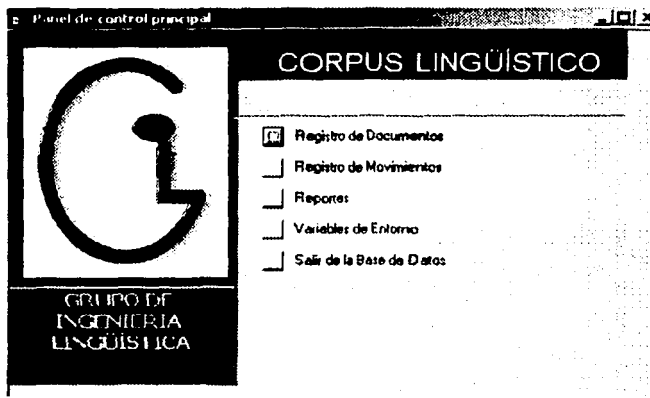 Panel de control principal
CORPUS LINGÜÍSTICO
Registro de Documentos
Registro de Movimientos
Reportes
Variables de Entorno
Salir de la Base de Datos
GRUPO DE
INGENIERIA
LINGÜÍSTICA